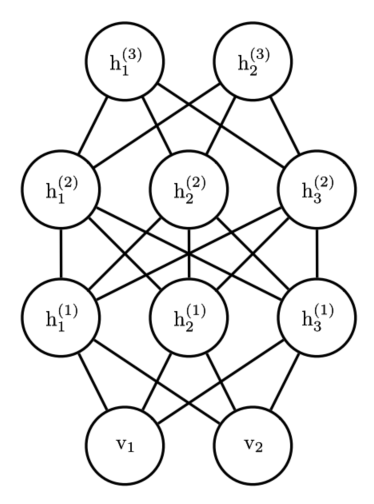 h₁⁽³⁾ h₂⁽³⁾
h₁⁽²⁾ h₂⁽²⁾ h₃⁽²⁾
h₁⁽¹⁾ h₂⁽¹⁾ h₃⁽¹⁾
v₁ v₂